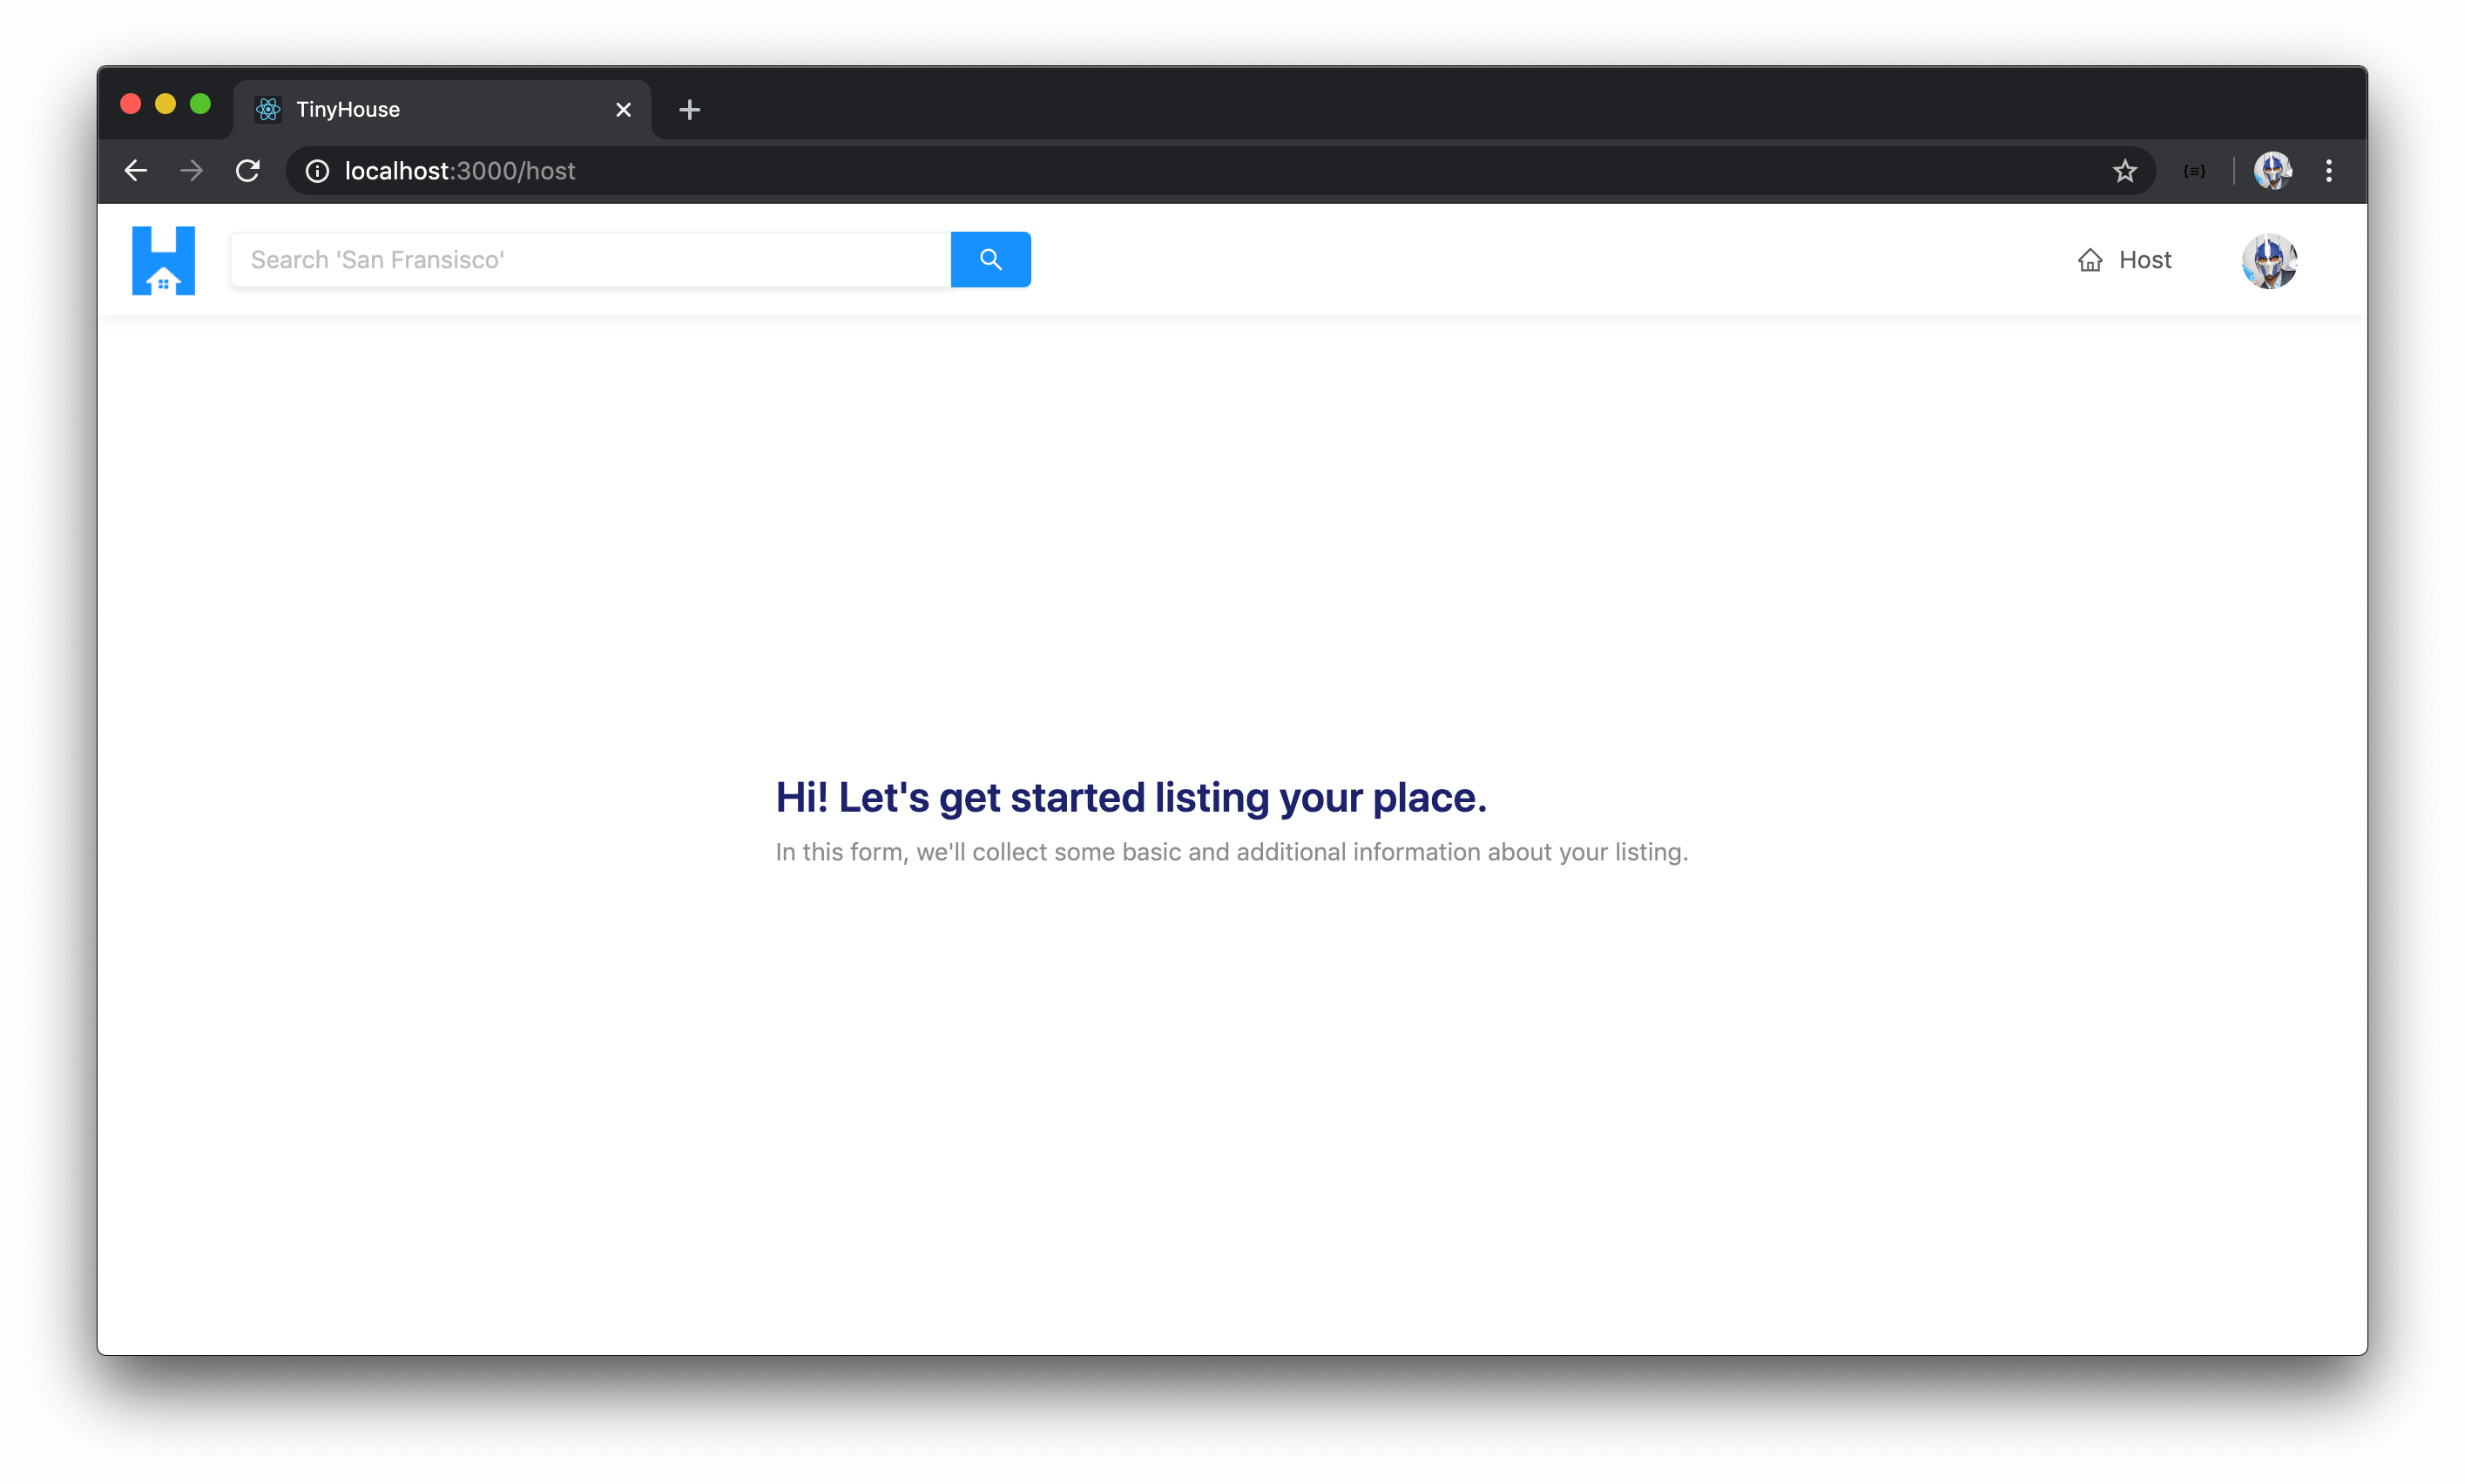 TinyHouse
localhost:3000/host
Search 'San Fransisco'
Host
Hi! Let's get started listing your place.
In this form, we'll collect some basic and additional information about your listing.